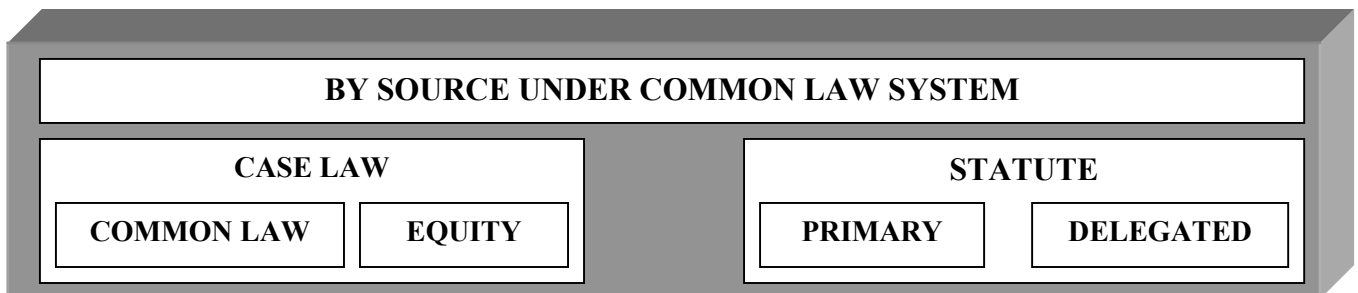 BY SOURCE UNDER COMMON LAW SYSTEM
CASE LAW
COMMON LAW
EQUITY
STATUTE
PRIMARY
DELEGATED